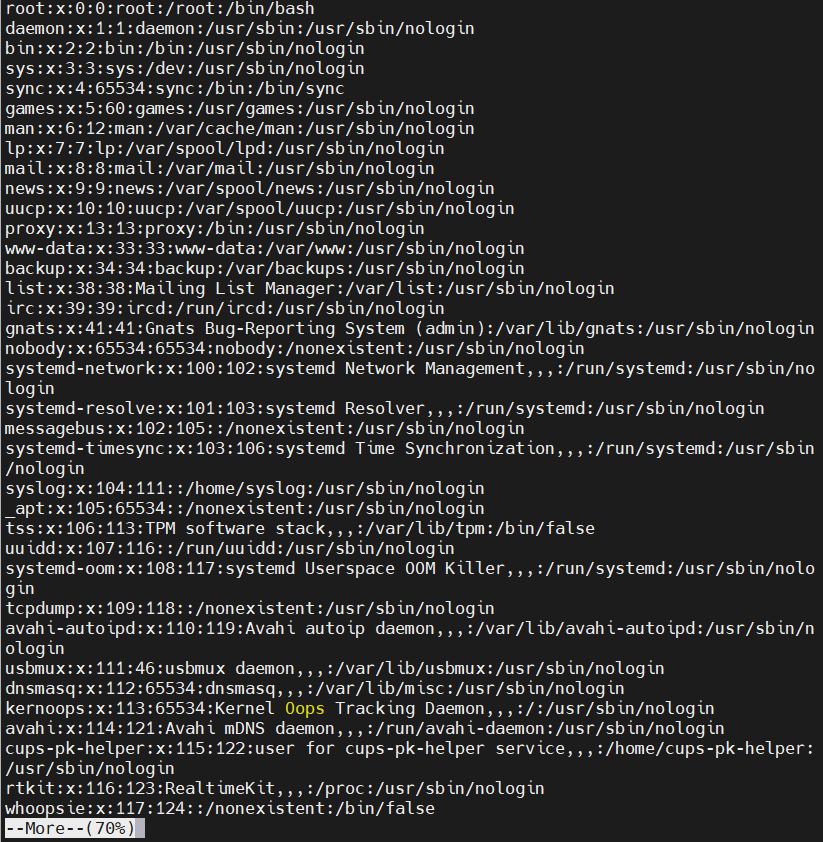 root:x:0:0:root:/root:/bin/bash
daemon:x:1:1:daemon:/usr/sbin:/usr/sbin/nologin
bin:x:2:2:bin:/bin:/usr/sbin/nologin
sys:x:3:3:sys:/dev:/usr/sbin/nologin
sync:x:4:65534:sync:/bin:/bin/sync
games:x:5:60:games:/usr/games:/usr/sbin/nologin
man:x:6:12:man:/var/cache/man:/usr/sbin/nologin
lp:x:7:7:lp:/var/spool/lpd:/usr/sbin/nologin
mail:x:8:8:mail:/var/mail:/usr/sbin/nologin
news:x:9:9:news:/var/spool/news:/usr/sbin/nologin
uucp:x:10:10:uucp:/var/spool/uucp:/usr/sbin/nologin
proxy:x:13:13:proxy:/bin:/usr/sbin/nologin
www-data:x:33:33:www-data:/var/www:/usr/sbin/nologin
backup:x:34:34:backup:/var/backups:/usr/sbin/nologin
list:x:38:38:Mailing List Manager:/var/list:/usr/sbin/nologin
irc:x:39:39:ircd:/run/ircd:/usr/sbin/nologin
gnats:x:41:41:Gnats Bug-Reporting System (admin):/var/lib/gnats:/usr/sbin/nologin
nobody:x:65534:65534:nobody:/nonexistent:/usr/sbin/nologin
systemd-network:x:100:102:systemd Network Management,,,:/run/systemd:/usr/sbin/no
login
systemd-resolve:x:101:103:systemd Resolver,,,:/run/systemd:/usr/sbin/nologin
messagebus:x:102:105::/nonexistent:/usr/sbin/nologin
systemd-timesync:x:103:106:systemd Time Synchronization,,,:/run/systemd:/usr/sbin
/nologin
syslog:x:104:111::/home/syslog:/usr/sbin/nologin
_apt:x:105:65534::/nonexistent:/usr/sbin/nologin
tss:x:106:113:TPM software stack,,,:/var/lib/tpm:/bin/false
uuidd:x:107:116::/run/uuidd:/usr/sbin/nologin
systemd-oom:x:108:117:systemd Userspace OOM Killer,,,:/run/systemd:/usr/sbin/nolo
gin
tcpdump:x:109:118::/nonexistent:/usr/sbin/nologin
avahi-autoipd:x:110:119:Avahi autoip daemon,,,:/var/lib/avahi-autoipd:/usr/sbin/n
ologin
usbmux:x:111:46:usbmux daemon,,,:/var/lib/usbmux:/usr/sbin/nologin
dnsmasq:x:112:65534:dnsmasq,,,:/var/lib/misc:/usr/sbin/nologin
kernoops:x:113:65534:Kernel Oops Tracking Daemon,,,:/:/usr/sbin/nologin
avahi:x:114:121:Avahi mDNS daemon,,,:/run/avahi-daemon:/usr/sbin/nologin
cups-pk-helper:x:115:122:user for cups-pk-helper service,,,:/home/cups-pk-helper:
/usr/sbin/nologin
rtkit:x:116:123:RealtimeKit,,,:/proc:/usr/sbin/nologin
whoopsie:x:117:124::/nonexistent:/bin/false
--More--(70%)